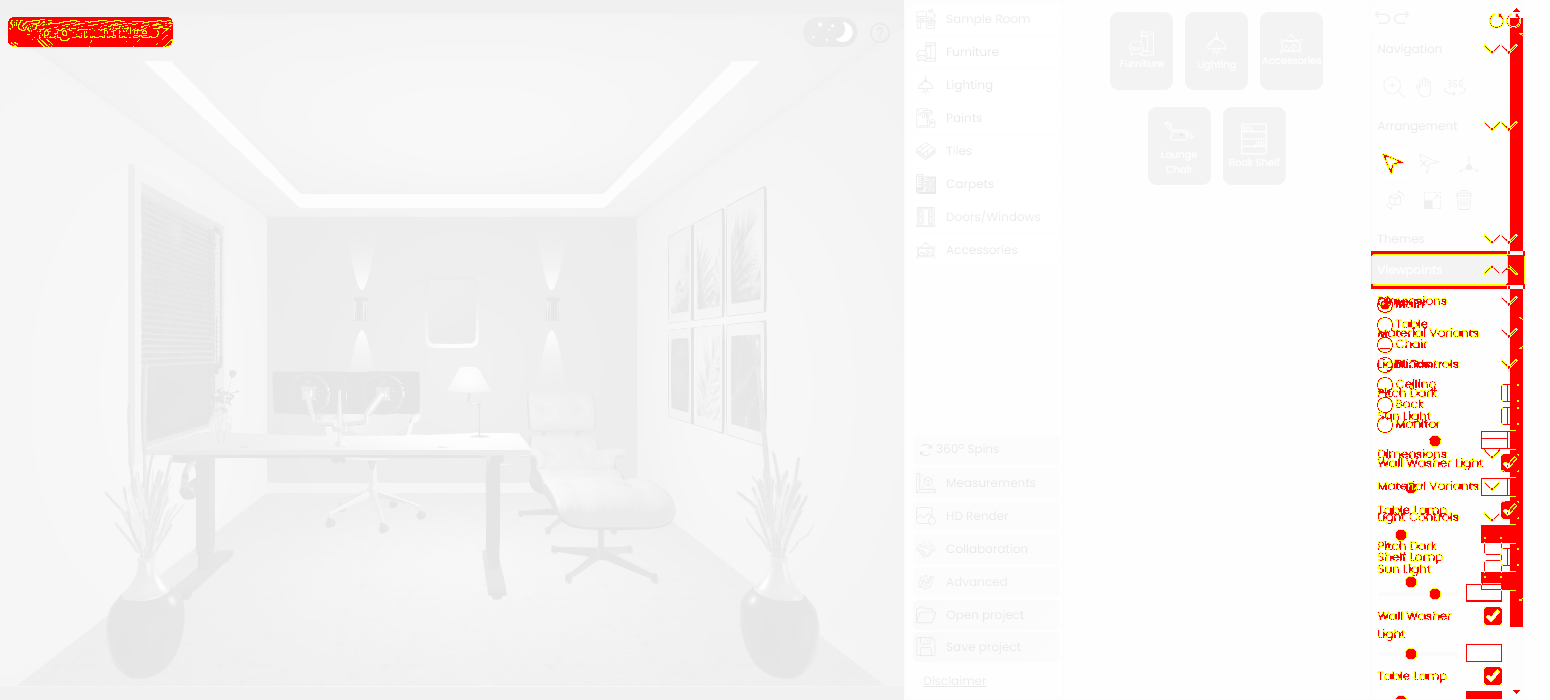 Sample Room
Furniture
Lighting
Paints
Tiles
Carpets
Doors/Windows
Accessories
360° Spins
Measurements
HD Render
Collaboration
Advanced
Open project
Save project
Disclaimer
Furniture
Lighting
Accessories
Lounge
Chair
Book Shelf
Navigation
360
Arrangement
Themes
Viewpoints
Dimensions
Main
Table
Material Variants
Chair
Light Controls
Ceiling
Pitch Dark
Back
Sun Light
Monitor
Dimensions
Wall Washer Light
Material Variants
Table Lamp
Light Controls
Pitch Dark
Shelf Lamp
Sun Light
Wall Washer
Light
Table Lamp